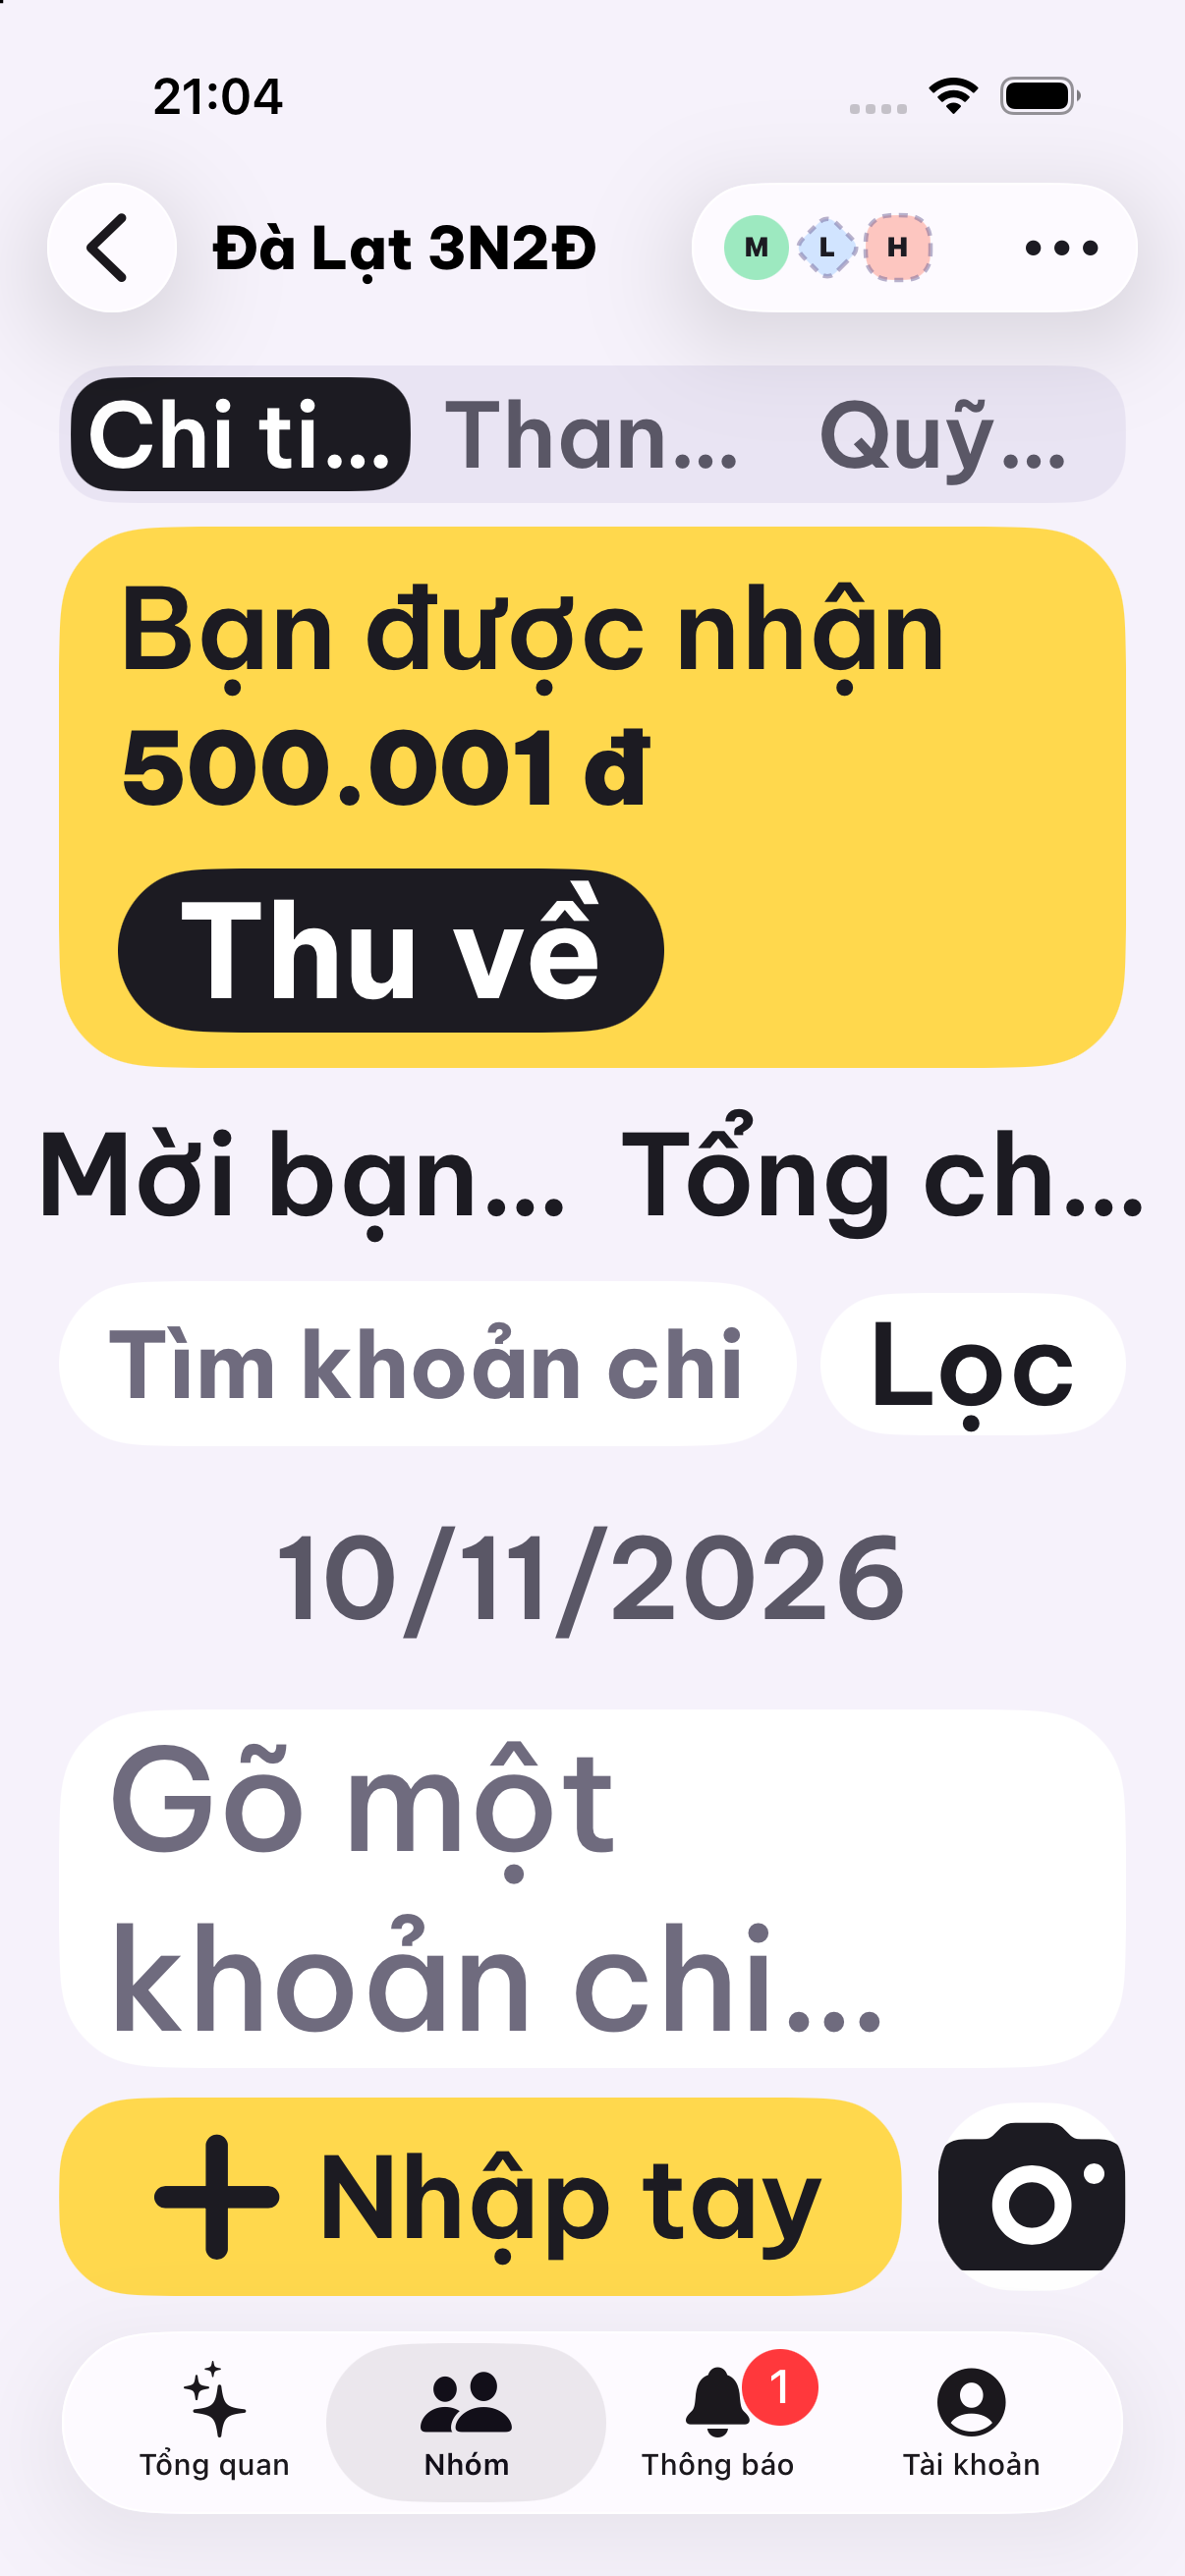 21:04
Đà Lạt 3N2Đ
M L H
Chi ti... Than... Quỹ...
Bạn được nhận
500.001 đ
Thu về
Mời bạn... Tổng ch...
Tìm khoản chi Lọc
10/11/2026
Gõ một
khoản chi...
Nhập tay
1
Tổng quan Nhóm Thông báo Tài khoản